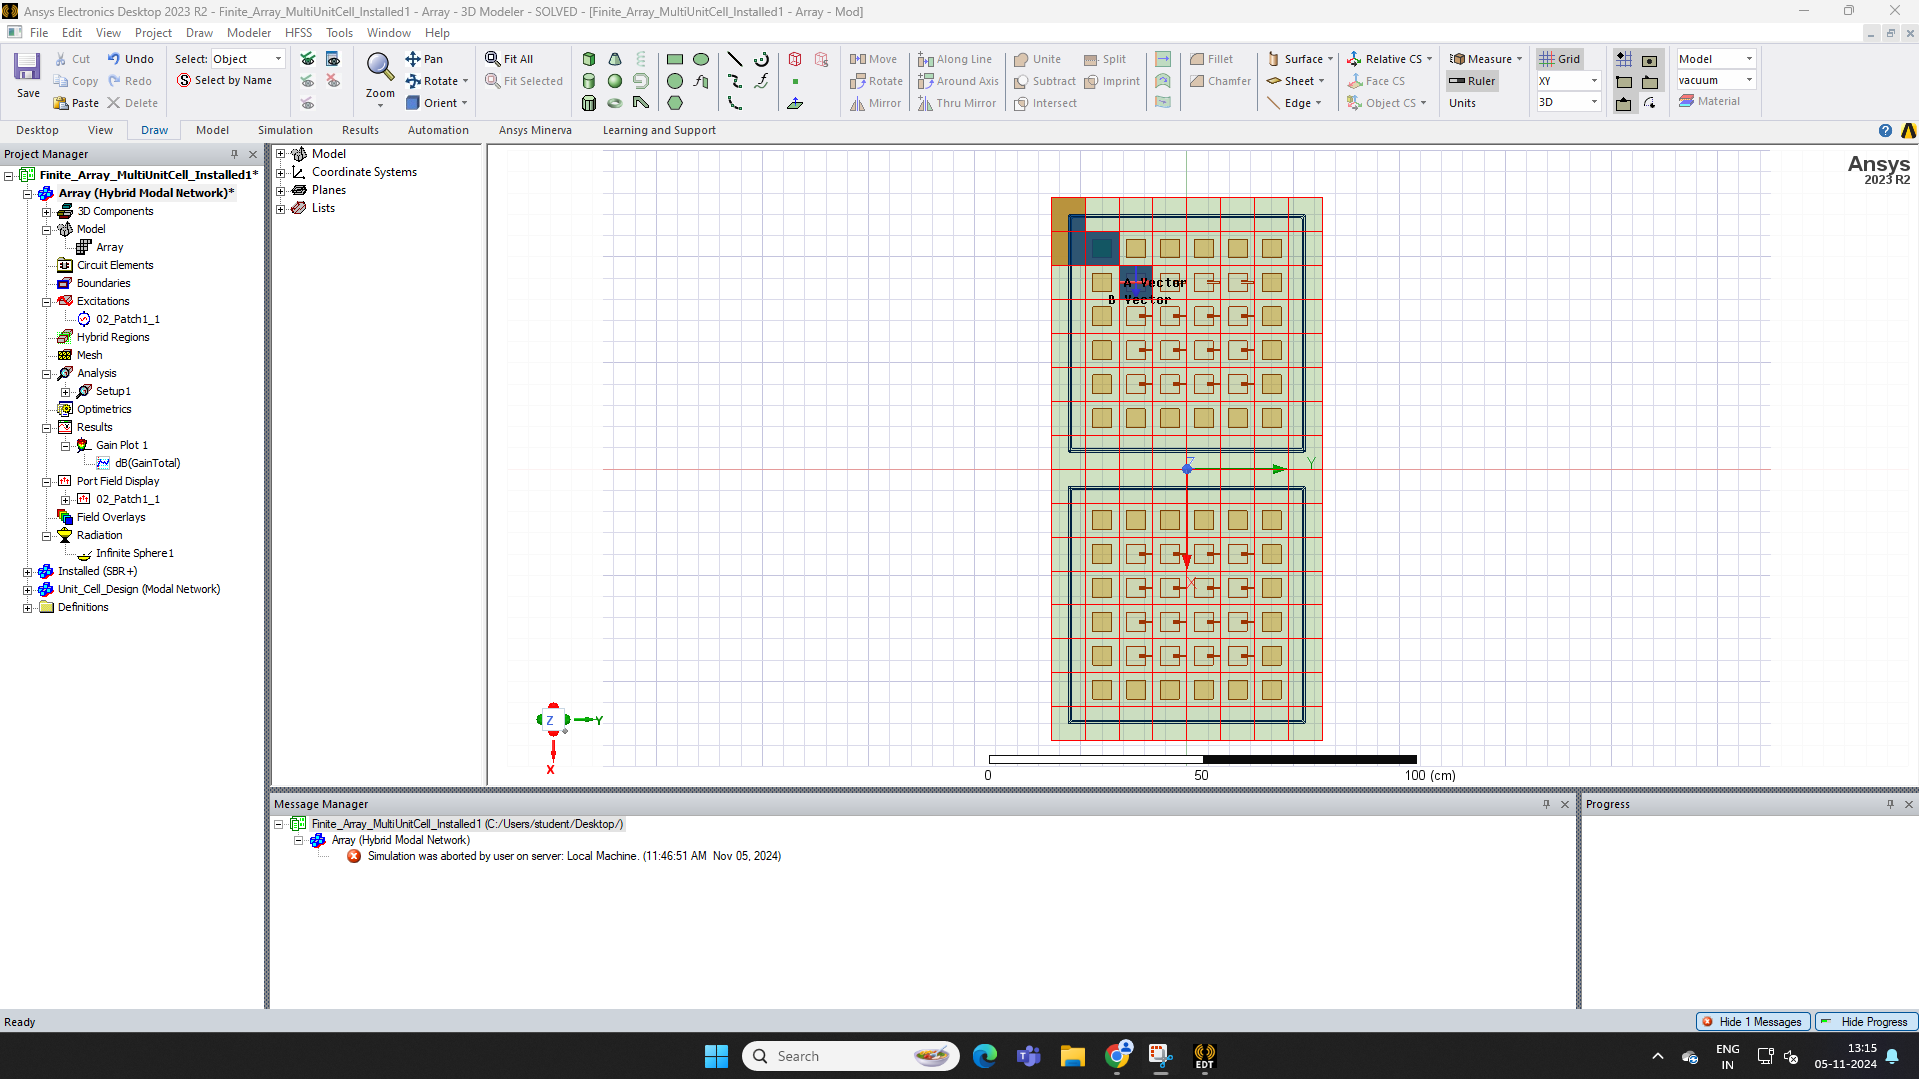 Ansys Electronics Desktop 2023 R2 - Finite_Array_MultiUnitCell_Installed1 - Array - 3D Modeler - SOLVED - [Finite_Array_MultiUnitCell_Installed1 - Array - Mod]
File Edit View Project Draw Modeler HFSS Tools Window Help
Save
Cut
Copy
Paste
Undo
Redo
Delete
Select: Object
Select by Name
Zoom
Pan
Rotate
Orient
Fit All
Fit Selected
Move
Rotate
Mirror
Along Line
Around Axis
Thru Mirror
Unite
Subtract
Intersect
Split
Imprint
Fillet
Chamfer
Surface
Sheet
Edge
Relative CS
Face CS
Object CS
Measure
Ruler
Units
Grid
XY
3D
Model
vacuum
Material
Desktop View Draw Model Simulation Results Automation Ansys Minerva Learning and Support
Project Manager
Finite_Array_MultiUnitCell_Installed1*
Array (Hybrid Modal Network)*
3D Components
Model
Array
Circuit Elements
Boundaries
Excitations
02_Patch1_1
Hybrid Regions
Mesh
Analysis
Setup1
Optimetrics
Results
Gain Plot 1
dB(GainTotal)
Port Field Display
02_Patch1_1
Field Overlays
Radiation
Infinite Sphere1
Installed (SBR+)
Unit_Cell_Design (Modal Network)
Definitions
Model
Coordinate Systems
Planes
Lists
Ansys
2023 R2
A Vector
B Vector
Z
Y
X
Z
Y
X
0 50 100 (cm)
Message Manager
Finite_Array_MultiUnitCell_Installed1 (C:/Users/student/Desktop/)
Array (Hybrid Modal Network)
Simulation was aborted by user on server: Local Machine. (11:46:51 AM Nov 05, 2024)
Progress
Ready
Hide 1 Messages
Hide Progress
Search
EDT
ENG
IN
13:15
05-11-2024